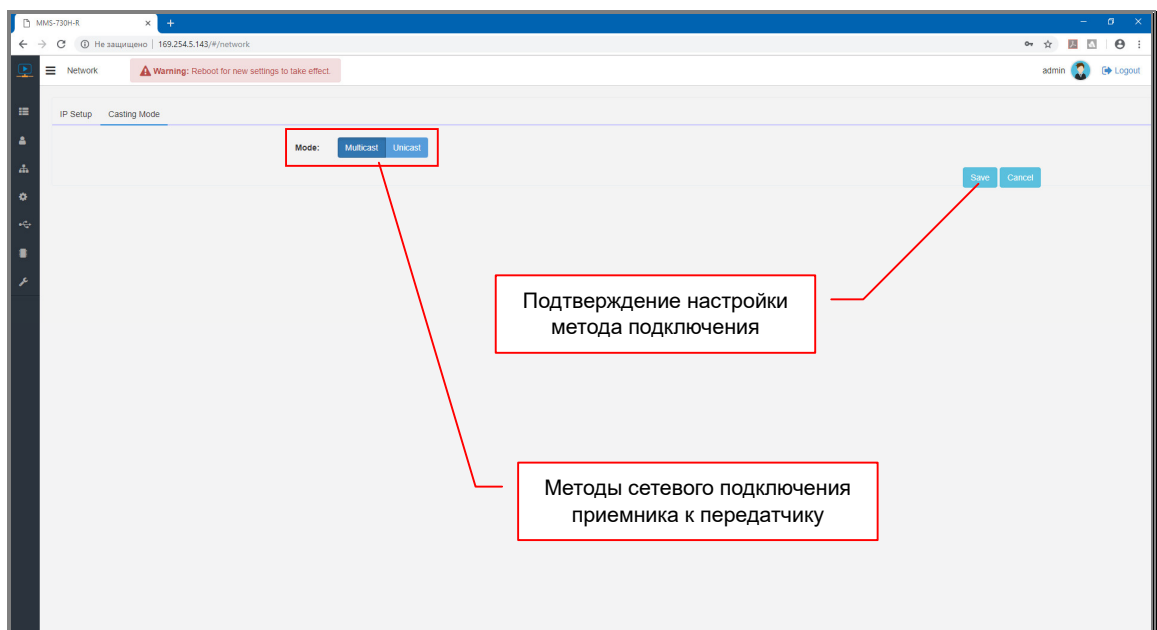 MMS-730H-R
Не защищено | 169.254.5.143/#/network
Network
Warning: Reboot for new settings to take effect.
admin
Logout
IP Setup Casting Mode
Mode: Multicast Unicast
Save Cancel
Подтверждение настройки
метода подключения
Методы сетевого подключения
приемника к передатчику